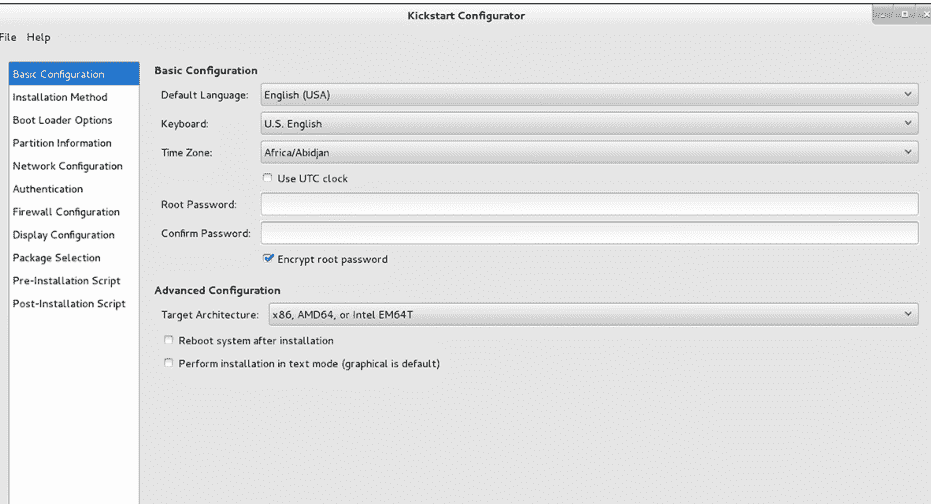 Kickstart Configurator
File Help
Basic Configuration
Installation Method
Boot Loader Options
Partition Information
Network Configuration
Authentication
Firewall Configuration
Display Configuration
Package Selection
Pre-Installation Script
Post-Installation Script
Basic Configuration
Default Language: English (USA)
Keyboard: U.S. English
Time Zone: Africa/Abidjan
Use UTC clock
Root Password:
Confirm Password:
Encrypt root password
Advanced Configuration
Target Architecture: x86, AMD64, or Intel EM64T
Reboot system after installation
Perform installation in text mode (graphical is default)